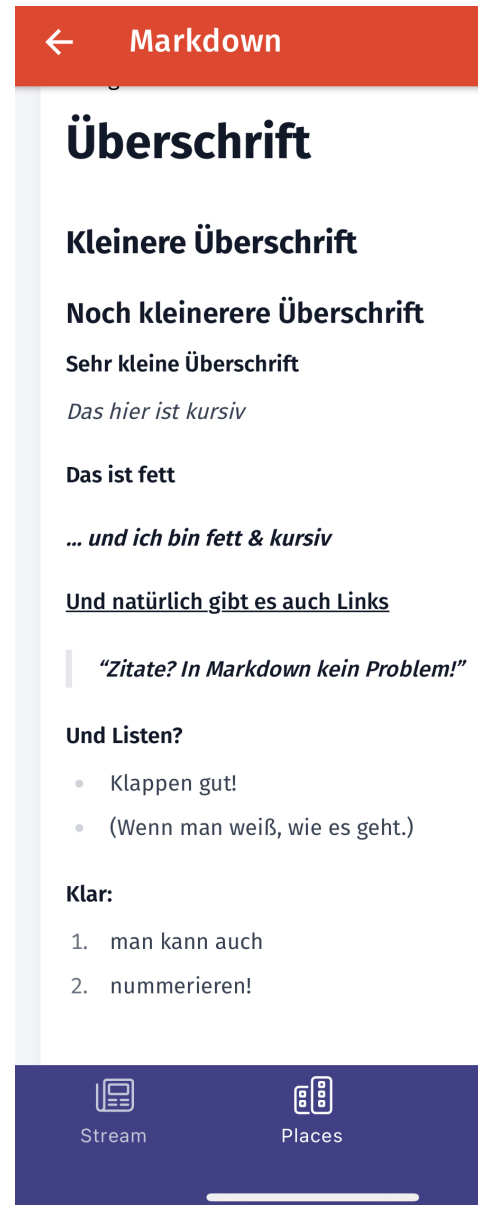 Markdown
Überschrift
Kleinere Überschrift
Noch kleinerere Überschrift
Sehr kleine Überschrift
Das hier ist kursiv
Das ist fett
... und ich bin fett & kursiv
Und natürlich gibt es auch Links
“Zitate? In Markdown kein Problem!”
Und Listen?
• Klappen gut!
• (Wenn man weiß, wie es geht.)
Klar:
1. man kann auch
2. nummerieren!
Stream
Places